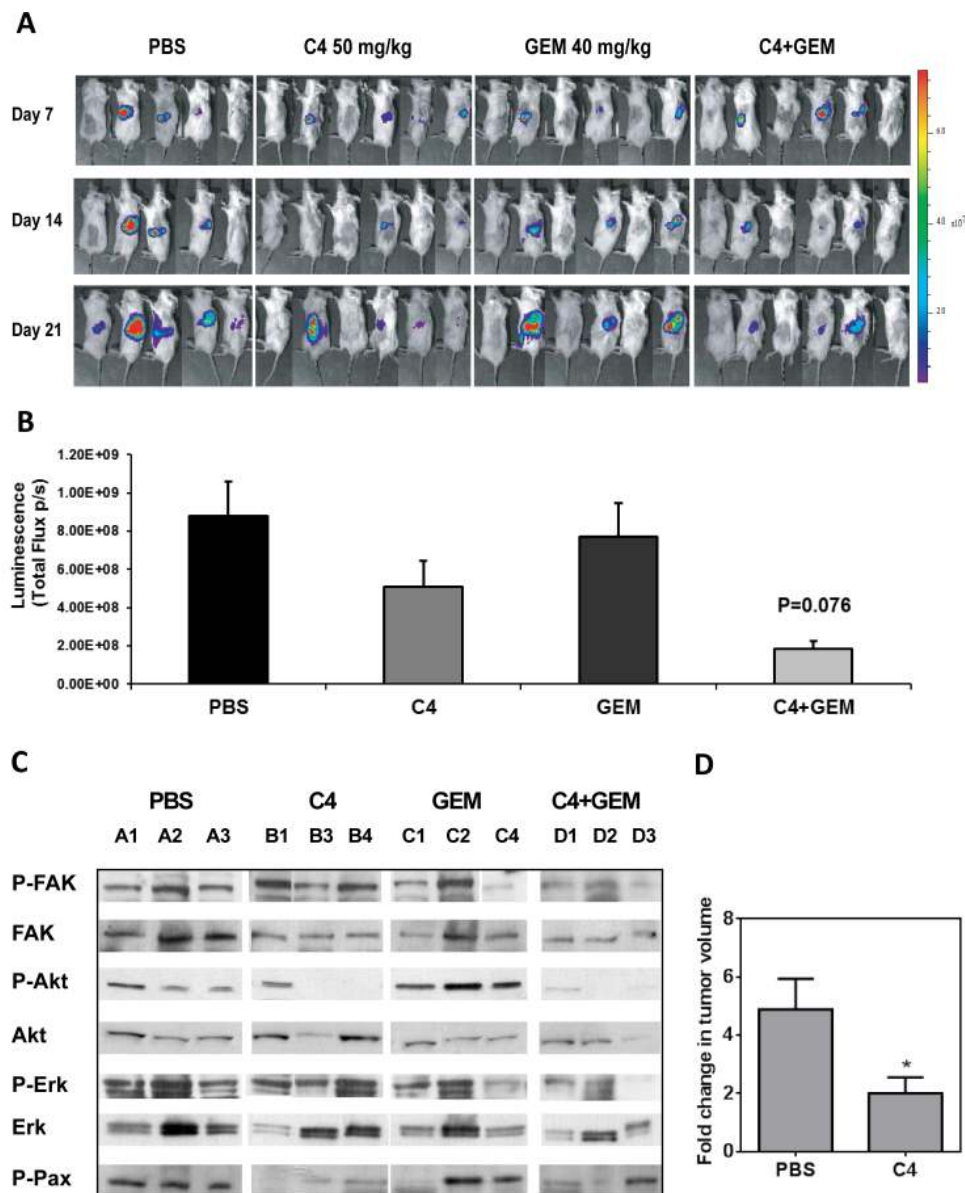 A
PBS C4 50 mg/kg GEM 40 mg/kg C4+GEM
Day 7
Day 14
Day 21
60
40
x10³
20
B
Luminescence
(Total Flux p/s)
1.20E+09
1.00E+09
8.00E+08
6.00E+08
4.00E+08
2.00E+08
0.00E+00
P=0.076
PBS C4 GEM C4+GEM
C
PBS C4 GEM C4+GEM
A1 A2 A3 B1 B3 B4 C1 C2 C4 D1 D2 D3
P-FAK
FAK
P-Akt
Akt
P-Erk
Erk
P-Pax
D
Fold change in tumor volume
8
6
4
2
0
*
PBS C4